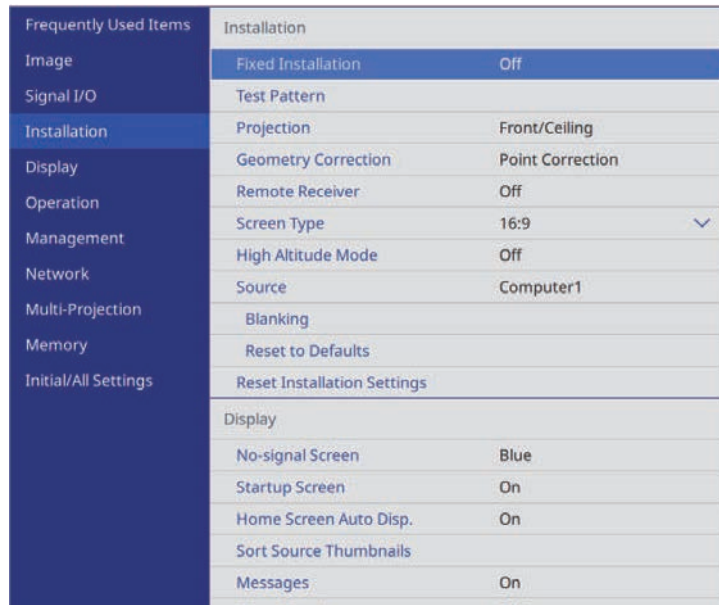 Frequently Used Items
Image
Signal I/O
Installation
Display
Operation
Management
Network
Multi-Projection
Memory
Initial/All Settings
Installation
Fixed Installation Off
Test Pattern
Projection Front/Ceiling
Geometry Correction Point Correction
Remote Receiver Off
Screen Type 16:9
High Altitude Mode Off
Source Computer1
Blanking
Reset to Defaults
Reset Installation Settings
Display
No-signal Screen Blue
Startup Screen On
Home Screen Auto Disp. On
Sort Source Thumbnails
Messages On